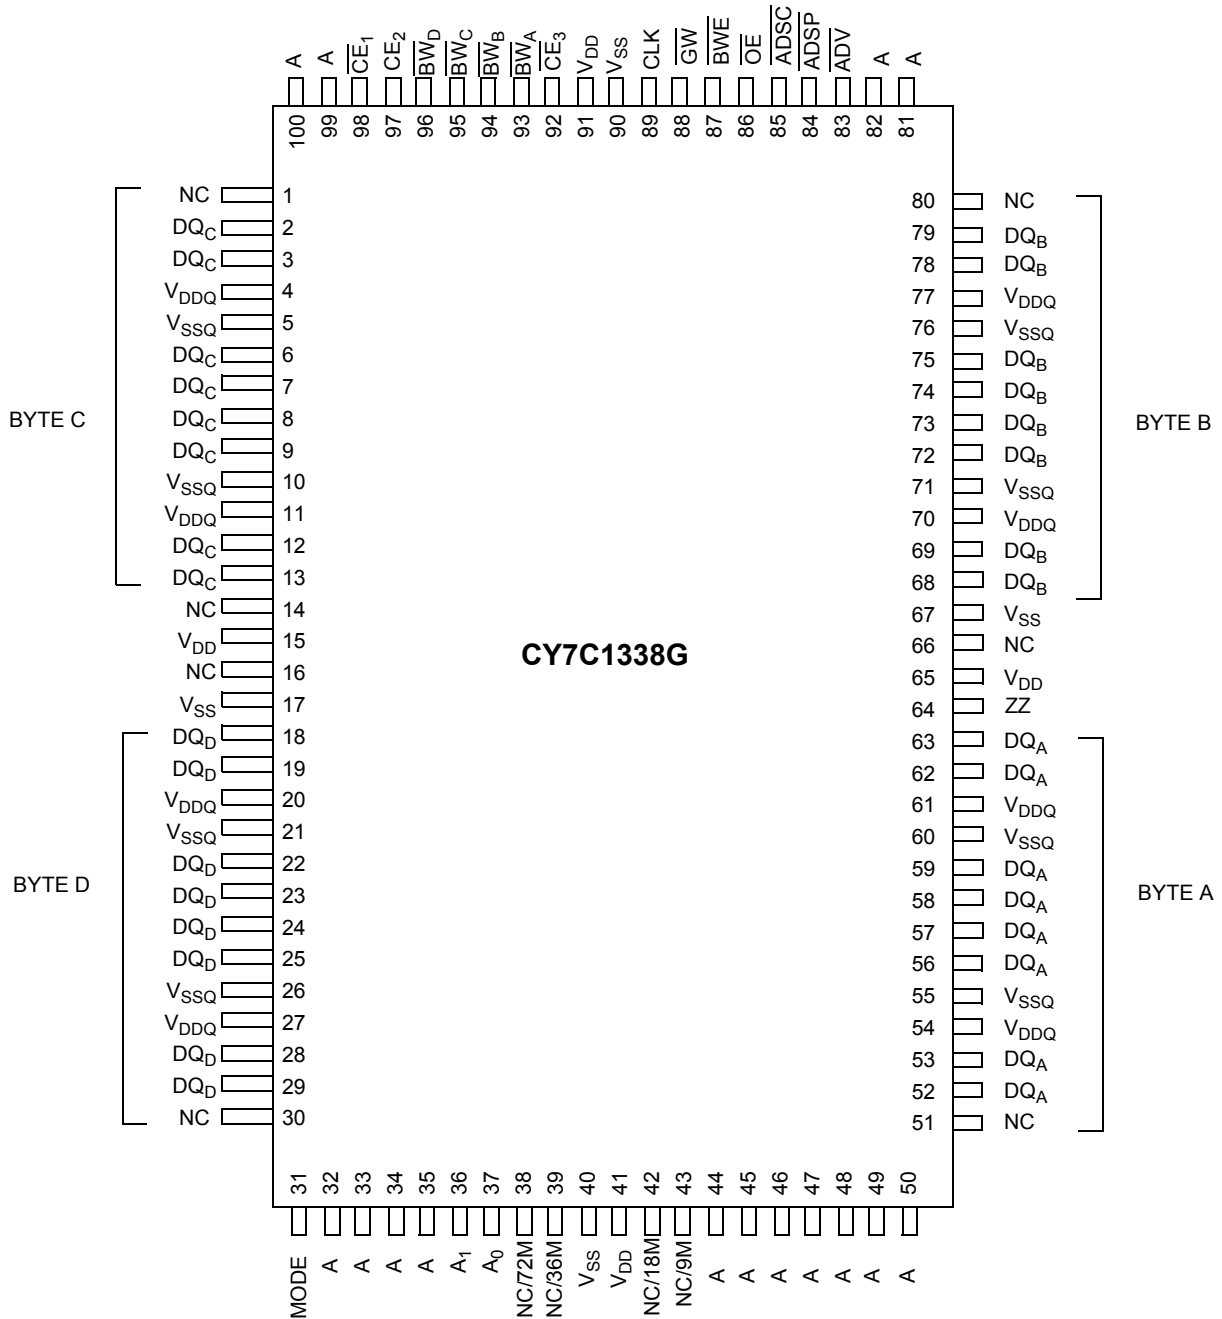 A A CE1 CE2 BWD BWC BWB BWA CE3 VDD VSS CLK GW BWE OE ADSC ADSP ADV A A
100 99 98 97 96 95 94 93 92 91 90 89 88 87 86 85 84 83 82 81
NC 1
DQC 2
DQC 3
VDDQ 4
VSSQ 5
DQC 6
DQC 7
DQC 8
DQC 9
VSSQ 10
VDDQ 11
DQC 12
DQC 13
NC 14
VDD 15
NC 16
VSS 17
DQD 18
DQD 19
VDDQ 20
VSSQ 21
DQD 22
DQD 23
DQD 24
DQD 25
VSSQ 26
VDDQ 27
DQD 28
DQD 29
NC 30
BYTE C
BYTE D
CY7C1338G
80 NC
79 DQB
78 DQB
77 VDDQ
76 VSSQ
75 DQB
74 DQB
73 DQB
72 DQB
71 VSSQ
70 VDDQ
69 DQB
68 DQB
67 VSS
66 NC
65 VDD
64 ZZ
63 DQA
62 DQA
61 VDDQ
60 VSSQ
59 DQA
58 DQA
57 DQA
56 DQA
55 VSSQ
54 VDDQ
53 DQA
52 DQA
51 NC
BYTE B
BYTE A
31 32 33 34 35 36 37 38 39 40 41 42 43 44 45 46 47 48 49 50
MODE A A A A A1 A0 NC/72M NC/36M VSS VDD NC/18M NC/9M A A A A A A A